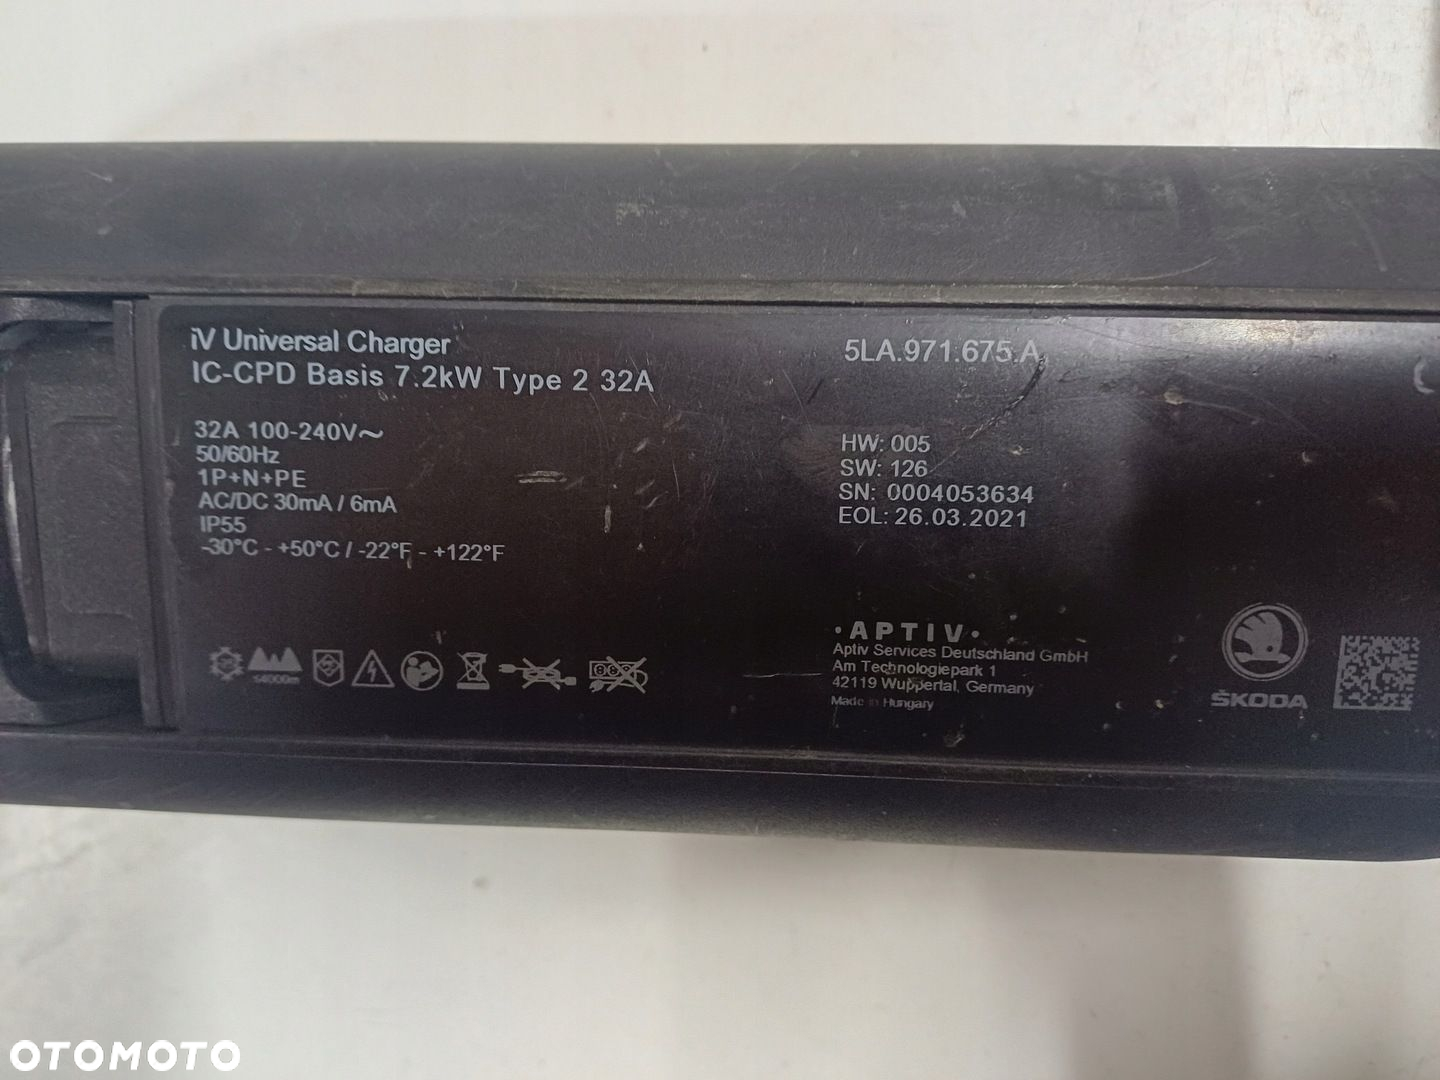 iV Universal Charger
IC-CPD Basis 7.2kW Type 2 32A
5LA.971.675.A
32A 100-240V~
50/60Hz
1P+N+PE
AC/DC 30mA / 6mA
IP55
-30°C - +50°C / -22°F - +122°F
HW: 005
SW: 126
SN: 0004053634
EOL: 26.03.2021
≤4000m
·APTIV·
Aptiv Services Deutschland GmbH
Am Technologiepark 1
42119 Wuppertal, Germany
Made in Hungary
ŠKODA
OTOMOTO